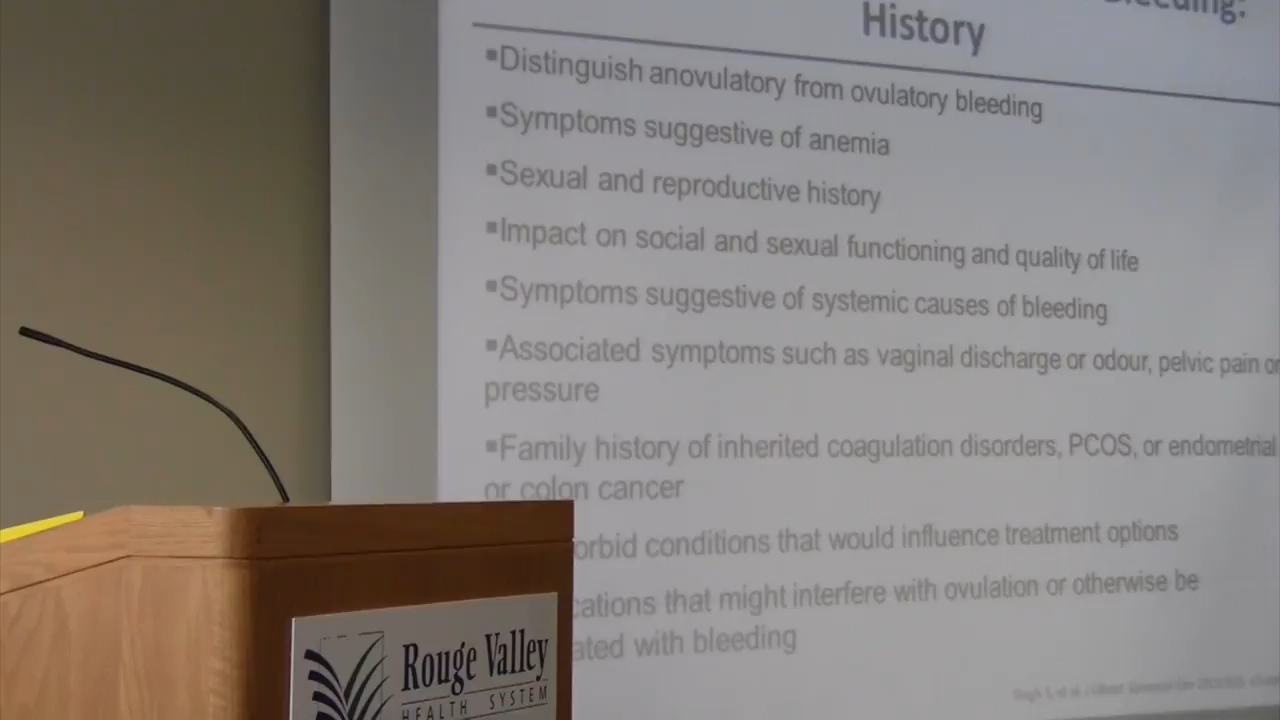 Bleeding:
History
▪Distinguish anovulatory from ovulatory bleeding
▪Symptoms suggestive of anemia
▪Sexual and reproductive history
▪Impact on social and sexual functioning and quality of life
▪Symptoms suggestive of systemic causes of bleeding
▪Associated symptoms such as vaginal discharge or odour, pelvic pain or
pressure
▪Family history of inherited coagulation disorders, PCOS, or endometrial
or colon cancer
orbid conditions that would influence treatment options
cations that might interfere with ovulation or otherwise be
ated with bleeding
Rouge Valley
HEALTH SYSTEM